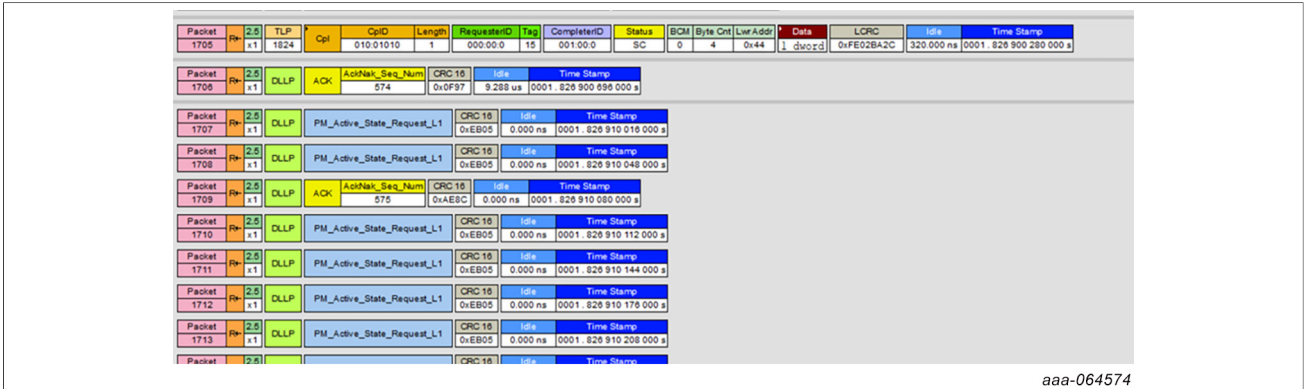 Packet R← 2.5 TLP Cpl CplD Length RequesterID Tag CompleterID Status BCM Byte Cnt LwrAddr Data LCRC Idle Time Stamp
1705 x1 1824 010:01010 1 000:00:0 15 001:00:0 SC 0 4 0x44 1 dword 0xFE02BA2C 320.000 ns 0001 . 826 900 280 000 s
Packet R← 2.5 DLLP ACK AckNak_Seq_Num CRC 16 Idle Time Stamp
1706 x1 574 0x0F97 9.288 us 0001 . 826 900 696 000 s
Packet R← 2.5 DLLP PM_Active_State_Request_L1 CRC 16 Idle Time Stamp
1707 x1 0xEB05 0.000 ns 0001 . 826 910 016 000 s
Packet R← 2.5 DLLP PM_Active_State_Request_L1 CRC 16 Idle Time Stamp
1708 x1 0xEB05 0.000 ns 0001 . 826 910 048 000 s
Packet R← 2.5 DLLP ACK AckNak_Seq_Num CRC 16 Idle Time Stamp
1709 x1 575 0xAE8C 0.000 ns 0001 . 826 910 080 000 s
Packet R← 2.5 DLLP PM_Active_State_Request_L1 CRC 16 Idle Time Stamp
1710 x1 0xEB05 0.000 ns 0001 . 826 910 112 000 s
Packet R← 2.5 DLLP PM_Active_State_Request_L1 CRC 16 Idle Time Stamp
1711 x1 0xEB05 0.000 ns 0001 . 826 910 144 000 s
Packet R← 2.5 DLLP PM_Active_State_Request_L1 CRC 16 Idle Time Stamp
1712 x1 0xEB05 0.000 ns 0001 . 826 910 176 000 s
Packet R← 2.5 DLLP PM_Active_State_Request_L1 CRC 16 Idle Time Stamp
1713 x1 0xEB05 0.000 ns 0001 . 826 910 208 000 s
Packet 2.5 CRC 16 Idle Time Stamp
aaa-064574